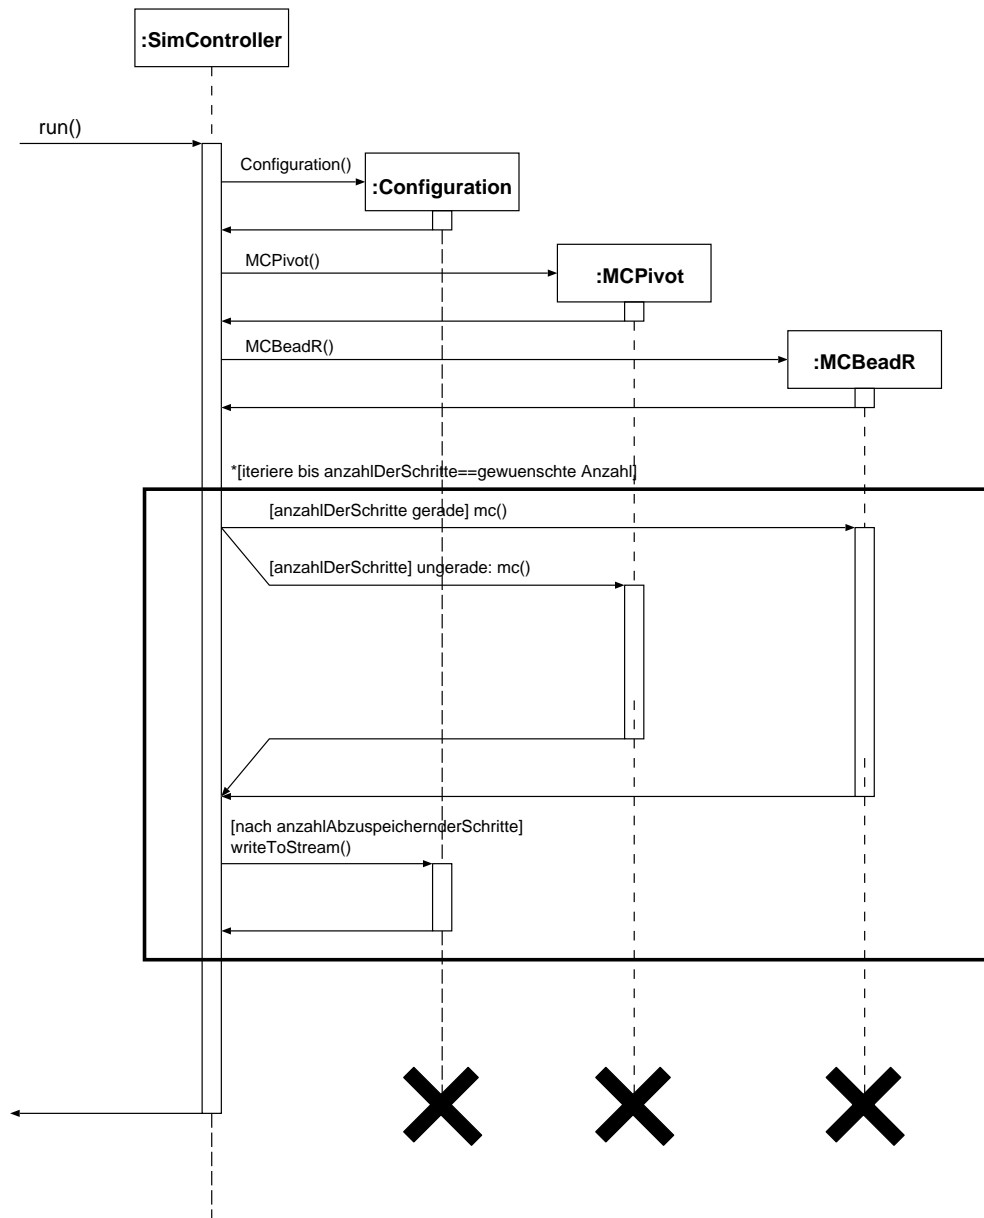 :SimController
run()
Configuration()
:Configuration
MCPivot()
:MCPivot
MCBeadR()
:MCBeadR
*[iteriere bis anzahlDerSchritte==gewuenschte Anzahl]
[anzahlDerSchritte gerade] mc()
[anzahlDerSchritte] ungerade: mc()
[nach anzahlAbzuspeichernderSchritte]
writeToStream()